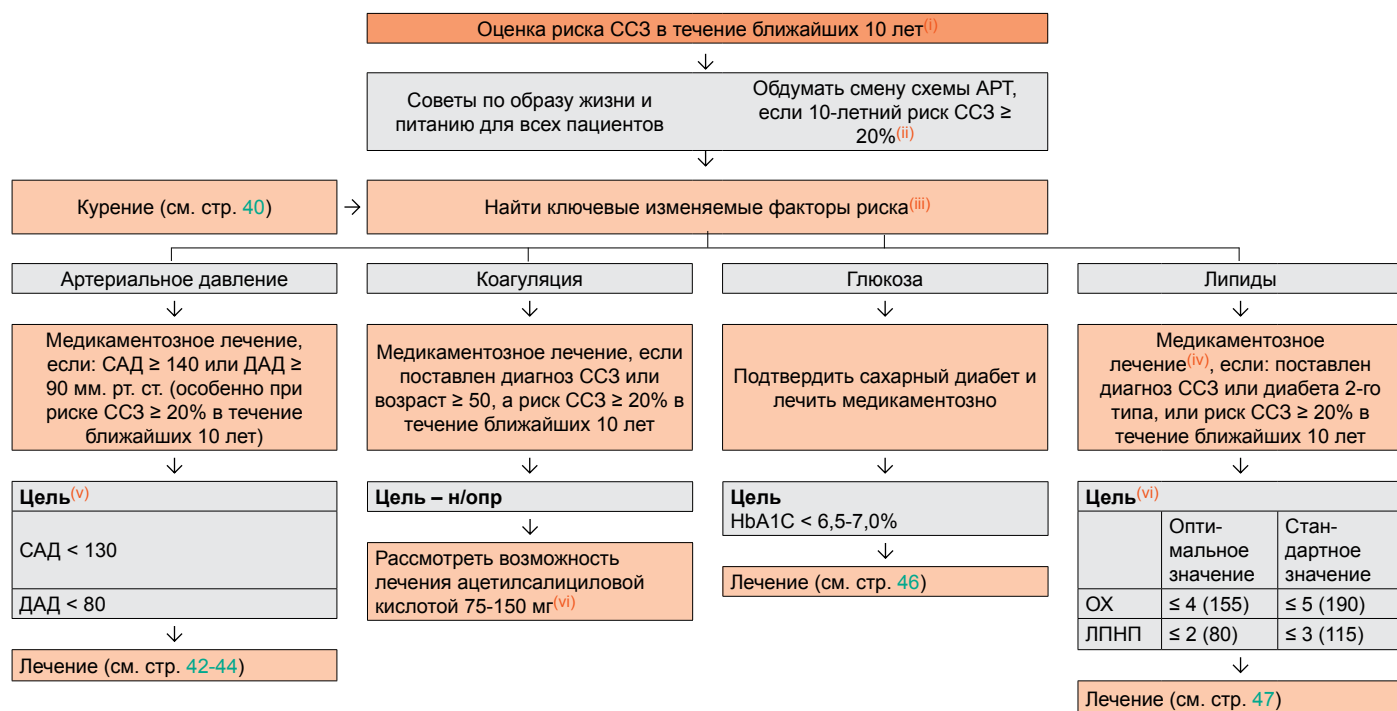 Оценка риска ССЗ в течение ближайших 10 лет(i)
Советы по образу жизни и
питанию для всех пациентов
Обдумать смену схемы АРТ,
если 10-летний риск ССЗ ≥
20%(ii)
Курение (см. стр. 40)
Найти ключевые изменяемые факторы риска(iii)
Артериальное давление
Медикаментозное лечение,
если: САД ≥ 140 или ДАД ≥
90 мм. рт. ст. (особенно при
риске ССЗ ≥ 20% в течение
ближайших 10 лет)
Цель(v)
САД < 130
ДАД < 80
Лечение (см. стр. 42-44)
Коагуляция
Медикаментозное лечение, если
поставлен диагноз ССЗ или
возраст ≥ 50, а риск ССЗ ≥ 20% в
течение ближайших 10 лет
Цель – н/опр
Рассмотреть возможность
лечения ацетилсалициловой
кислотой 75-150 мг(vi)
Глюкоза
Подтвердить сахарный диабет и
лечить медикаментозно
Цель
HbA1C < 6,5-7,0%
Лечение (см. стр. 46)
Липиды
Медикаментозное
лечение(iv), если: поставлен
диагноз ССЗ или диабета 2-го
типа, или риск ССЗ ≥ 20% в
течение ближайших 10 лет
Цель(vi)
Опти-
мальное
значение
Стан-
дартное
значение
ОХ ≤ 4 (155) ≤ 5 (190)
ЛПНП ≤ 2 (80) ≤ 3 (115)
Лечение (см. стр. 47)